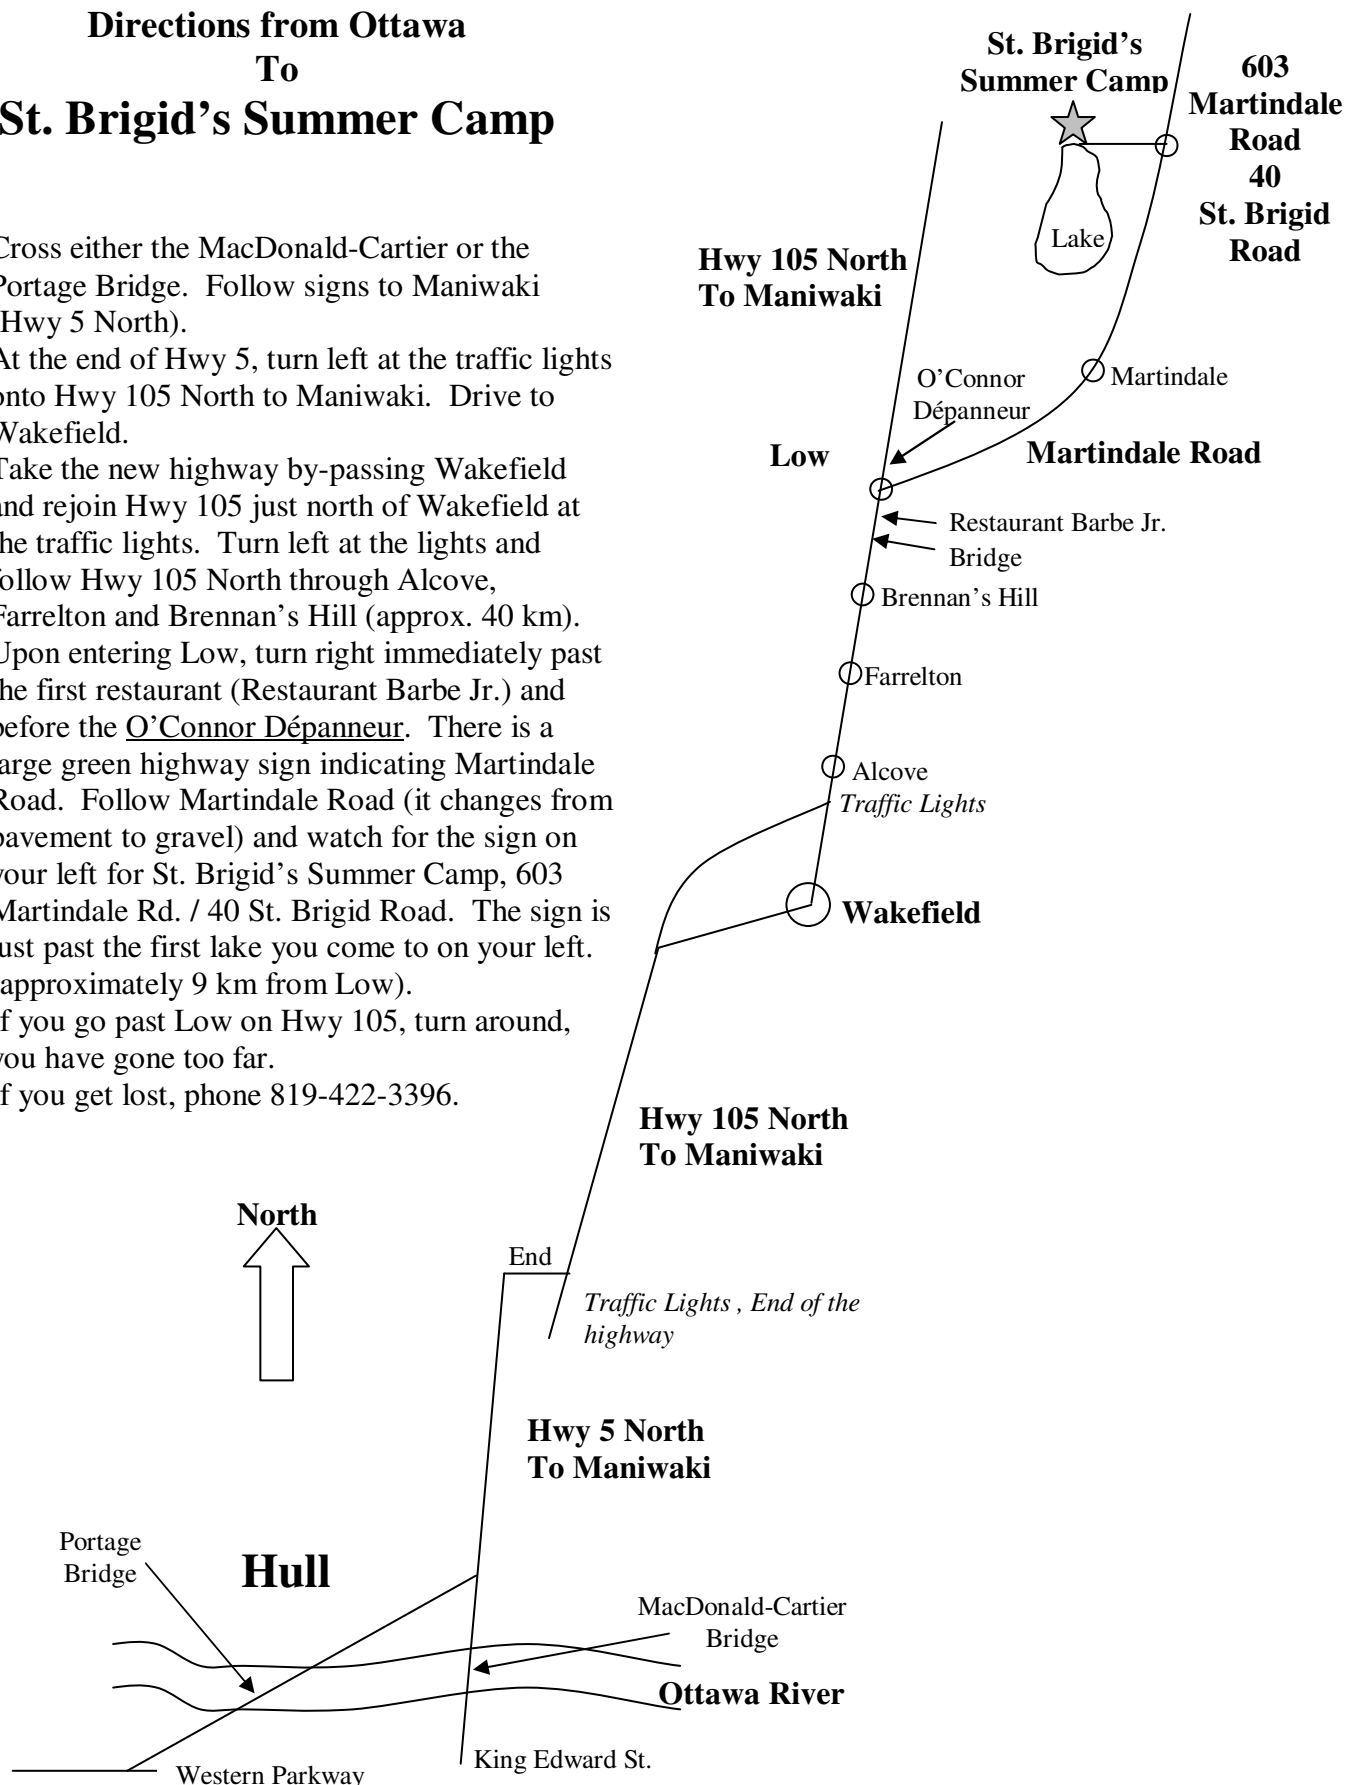 Directions from Ottawa
To
St. Brigid's Summer Camp
Cross either the MacDonald-Cartier or the
Portage Bridge. Follow signs to Maniwaki
(Hwy 5 North).
At the end of Hwy 5, turn left at the traffic lights
onto Hwy 105 North to Maniwaki. Drive to
Wakefield.
Take the new highway by-passing Wakefield
and rejoin Hwy 105 just north of Wakefield at
the traffic lights. Turn left at the lights and
follow Hwy 105 North through Alcove,
Farrelton and Brennan's Hill (approx. 40 km).
Upon entering Low, turn right immediately past
the first restaurant (Restaurant Barbe Jr.) and
before the O'Connor Dépanneur. There is a
large green highway sign indicating Martindale
Road. Follow Martindale Road (it changes from
pavement to gravel) and watch for the sign on
your left for St. Brigid's Summer Camp, 603
Martindale Rd. / 40 St. Brigid Road. The sign is
just past the first lake you come to on your left.
(approximately 9 km from Low).
If you go past Low on Hwy 105, turn around,
you have gone too far.
If you get lost, phone 819-422-3396.
St. Brigid's
Summer Camp
603
Martindale
Road
40
St. Brigid
Road
Lake
Hwy 105 North
To Maniwaki
O'Connor
Dépanneur
Martindale
Low
Martindale Road
Restaurant Barbe Jr.
Bridge
Brennan's Hill
Farrelton
Alcove
Traffic Lights
Wakefield
Hwy 105 North
To Maniwaki
North
End
Traffic Lights , End of the
highway
Hwy 5 North
To Maniwaki
Portage
Bridge
Hull
MacDonald-Cartier
Bridge
Ottawa River
King Edward St.
Western Parkway